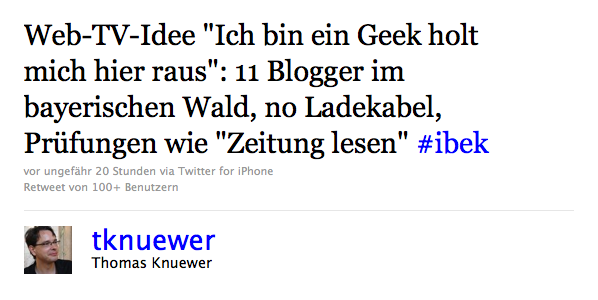 Web-TV-Idee "Ich bin ein Geek holt
mich hier raus": 11 Blogger im
bayerischen Wald, no Ladekabel,
Prüfungen wie "Zeitung lesen" #ibek
vor ungefähr 20 Stunden via Twitter for iPhone
Retweet von 100+ Benutzern
tknuewer
Thomas Knuewer